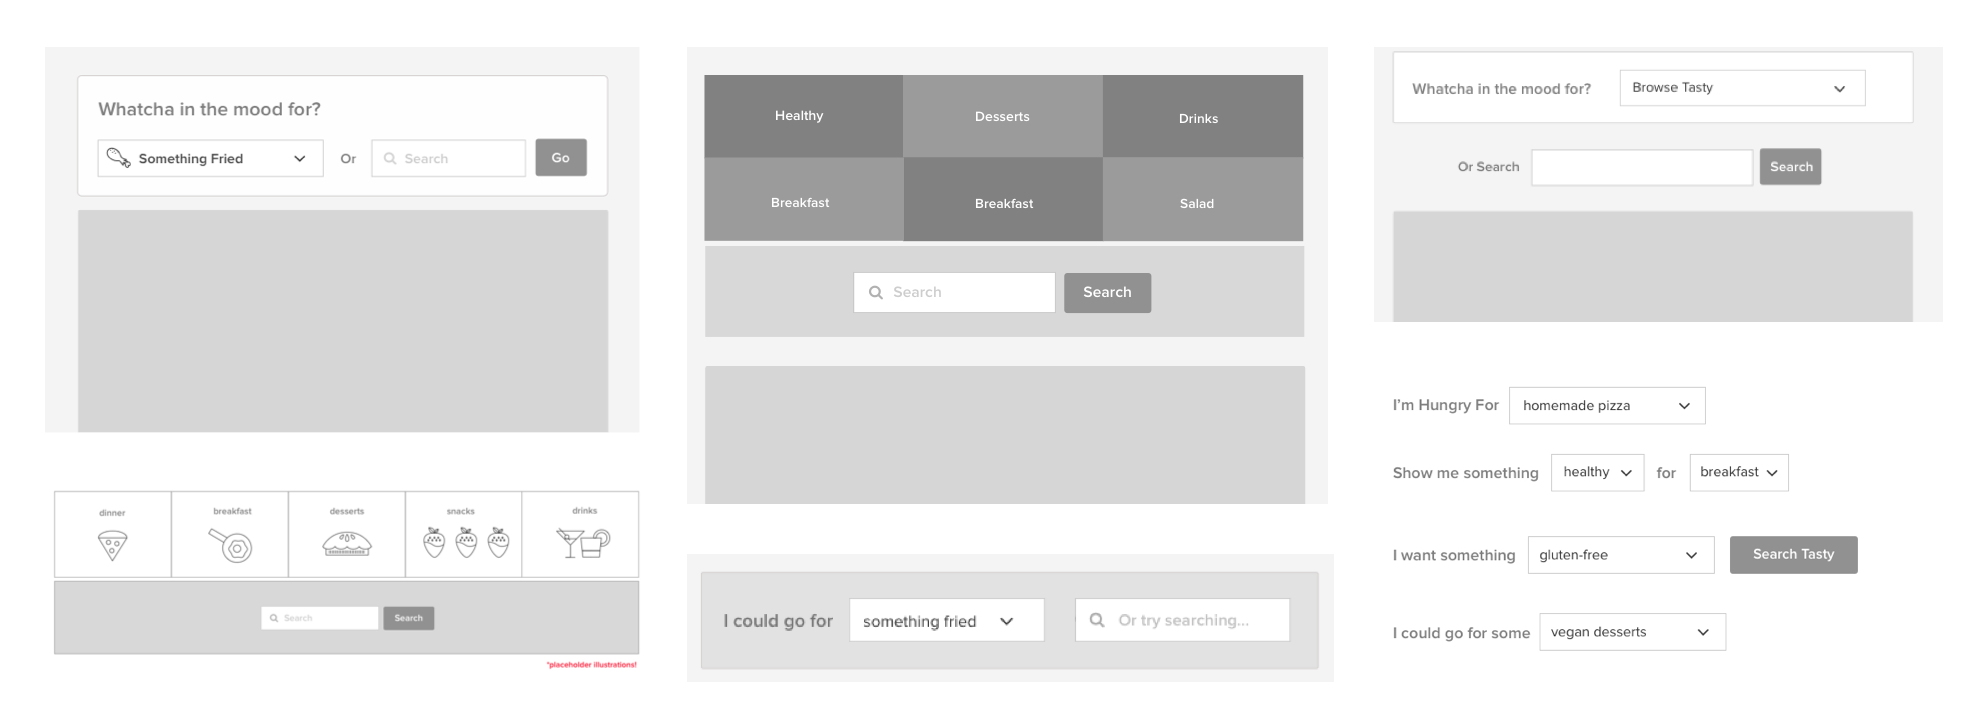 Whatcha in the mood for?
Something Fried Or Search Go
dinner breakfast desserts snacks drinks
Search Search
*placeholder illustrations!
Healthy Desserts Drinks
Breakfast Breakfast Salad
Search Search
I could go for something fried Or try searching...
Whatcha in the mood for? Browse Tasty
Or Search Search
I'm Hungry For homemade pizza
Show me something healthy for breakfast
I want something gluten-free Search Tasty
I could go for some vegan desserts